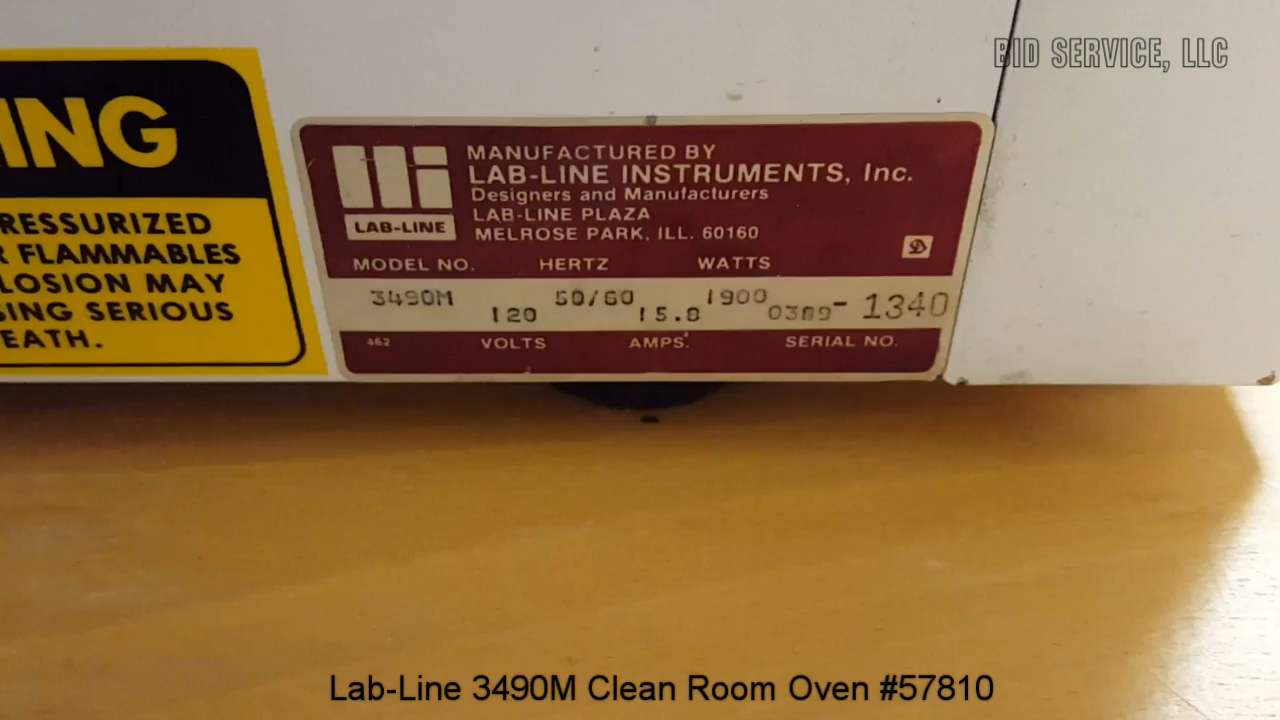 BID SERVICE, LLC
ING
RESSURIZED
R FLAMMABLES
LOSION MAY
SING SERIOUS
EATH.
MANUFACTURED BY
LAB-LINE INSTRUMENTS, Inc.
Designers and Manufacturers
LAB-LINE PLAZA
MELROSE PARK, ILL. 60160
LAB-LINE
MODEL NO. HERTZ WATTS
3490M 50/60 1900
120 15.8 0389-1340
462 VOLTS AMPS. SERIAL NO.
Lab-Line 3490M Clean Room Oven #57810